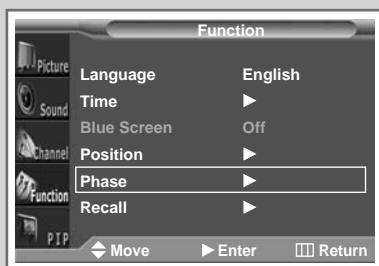 Function
Picture
Sound
Channel
Function
PIP
Language English
Time
Blue Screen Off
Position
Phase
Recall
Move Enter Return